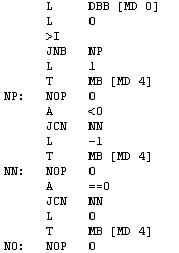 L DBB [MD 0]
L 0
>I
JNB NP
L 1
T MB [MD 4]
NP: NOP 0
A <0
JCN NN
L -1
T MB [MD 4]
NN: NOP 0
A ==0
JCN NN
L 0
T MB [MD 4]
NO: NOP 0